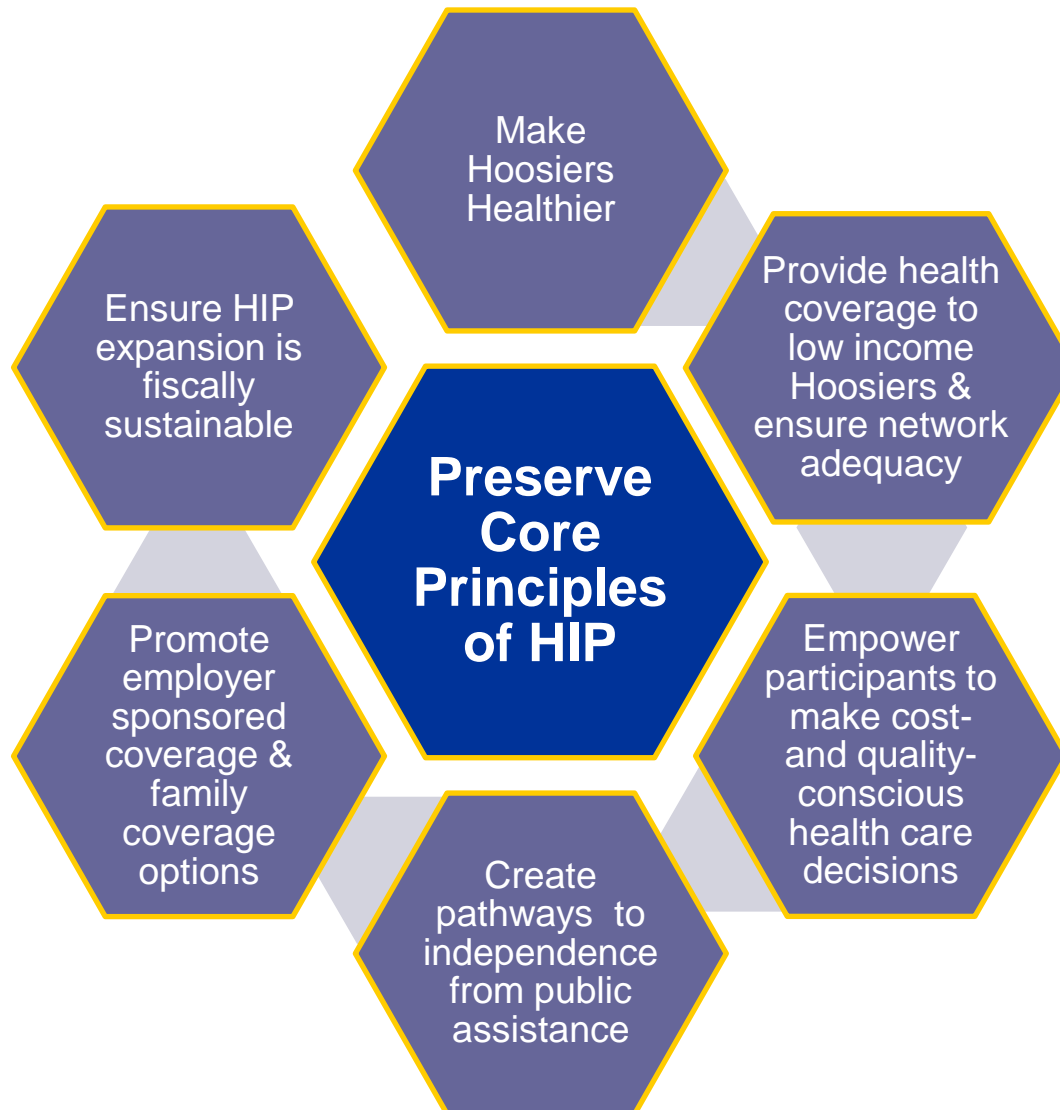 Make
Hoosiers
Healthier
Provide health
coverage to
low income
Hoosiers &
ensure network
adequacy
Empower
participants to
make cost-
and quality-
conscious
health care
decisions
Create
pathways  to
independence
from public
assistance
Promote
employer
sponsored
coverage &
family
coverage
options
Ensure HIP
expansion is
fiscally
sustainable
Preserve
Core
Principles
of HIP